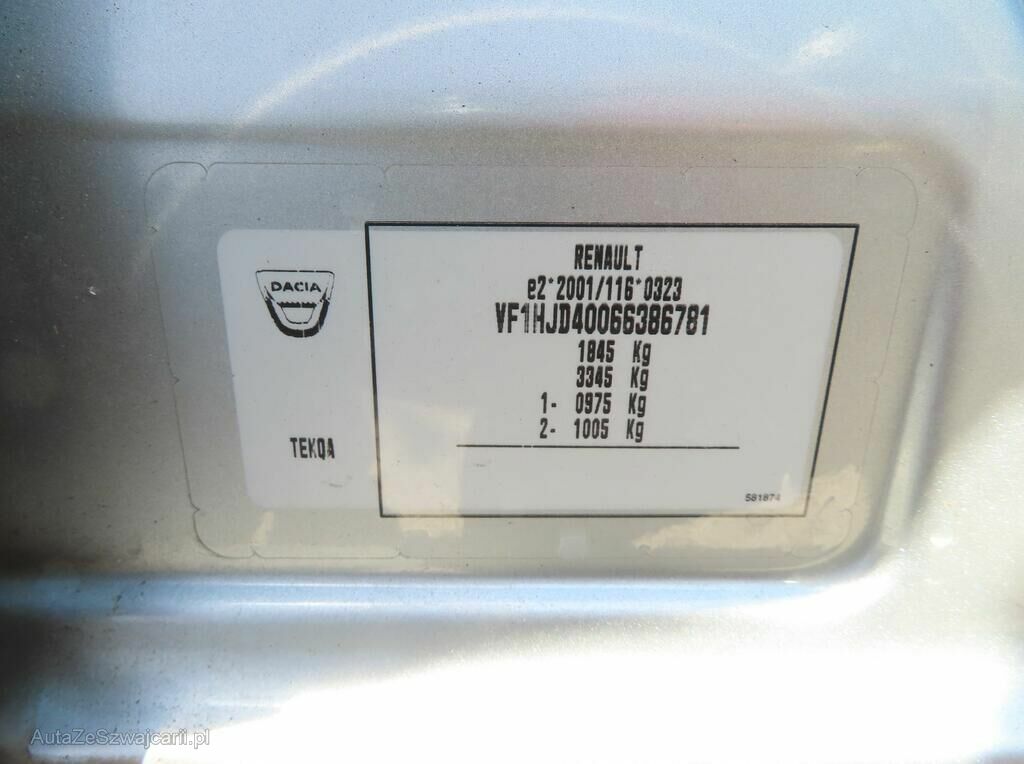 RENAULT
e2*2001/116*0323
VF1HJD40066386781
1845 Kg
3345 Kg
1- 0975 Kg
2- 1005 Kg
DACIA
TEKQA
581874
AutaZeSzwajcarii.pl